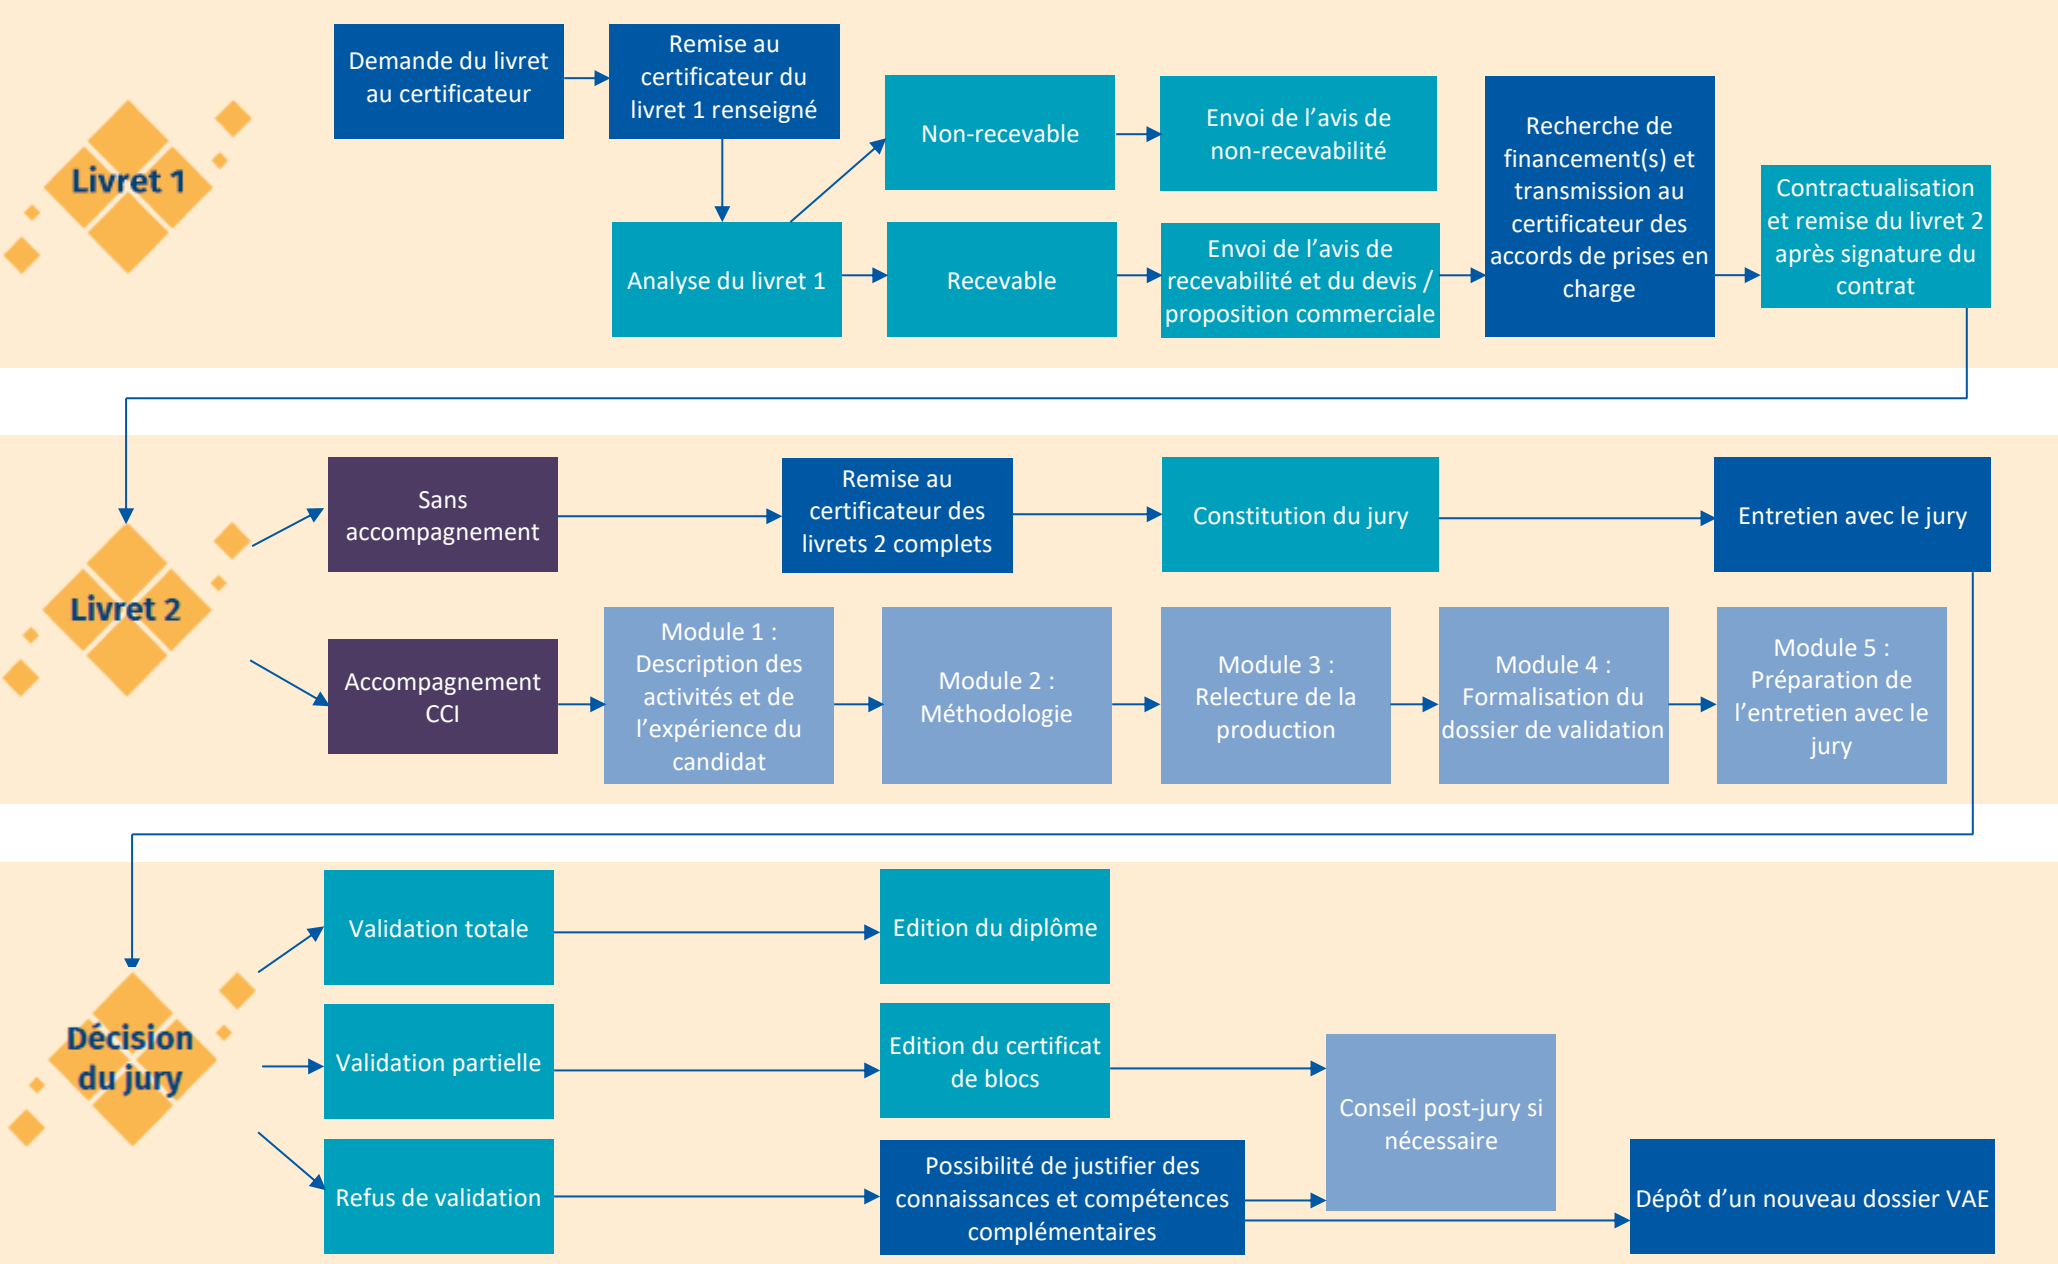 Livret 1
Demande du livret
au certificateur
Remise au
certificateur du
livret 1 renseigné
Analyse du livret 1
Non-recevable
Envoi de l’avis de
non-recevabilité
Recevable
Envoi de l’avis de
recevabilité et du devis /
proposition commerciale
Recherche de
financement(s) et
transmission au
certificateur des
accords de prises en
charge
Contractualisation
et remise du livret 2
après signature du
contrat
Livret 2
Sans
accompagnement
Remise au
certificateur des
livrets 2 complets
Constitution du jury
Entretien avec le jury
Accompagnement
CCI
Module 1 :
Description des
activités et de
l’expérience du
candidat
Module 2 :
Méthodologie
Module 3 :
Relecture de la
production
Module 4 :
Formalisation du
dossier de validation
Module 5 :
Préparation de
l’entretien avec le
jury
Décision
du jury
Validation totale
Edition du diplôme
Validation partielle
Edition du certificat
de blocs
Conseil post-jury si
nécessaire
Refus de validation
Possibilité de justifier des
connaissances et compétences
complémentaires
Dépôt d’un nouveau dossier VAE